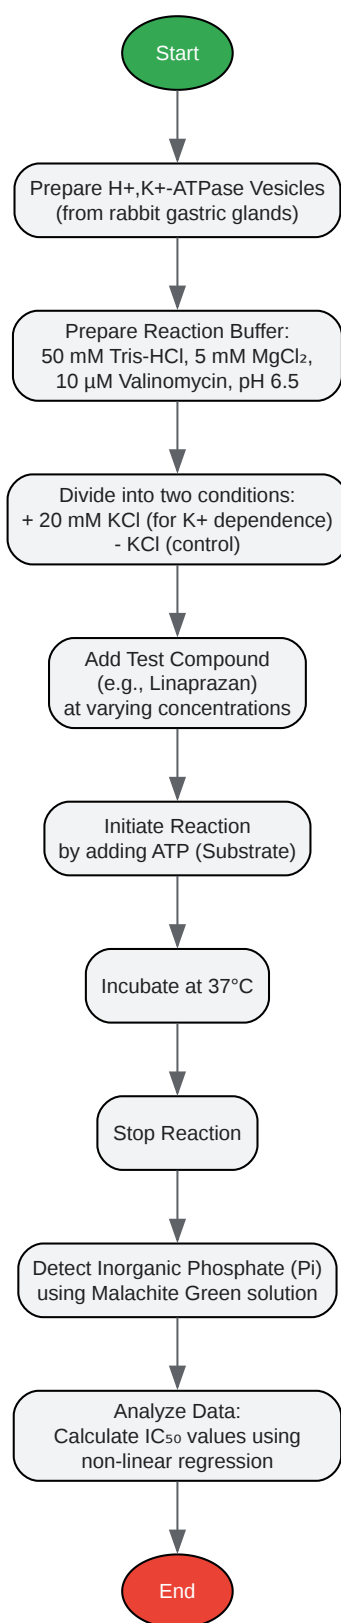 Start
Prepare H+,K+-ATPase Vesicles
(from rabbit gastric glands)
Prepare Reaction Buffer:
50 mM Tris-HCl, 5 mM MgCl₂,
10 µM Valinomycin, pH 6.5
Divide into two conditions:
+ 20 mM KCl (for K+ dependence)
- KCl (control)
Add Test Compound
(e.g., Linaprazan)
at varying concentrations
Initiate Reaction
by adding ATP (Substrate)
Incubate at 37°C
Stop Reaction
Detect Inorganic Phosphate (Pi)
using Malachite Green solution
Analyze Data:
Calculate IC₅₀ values using
non-linear regression
End